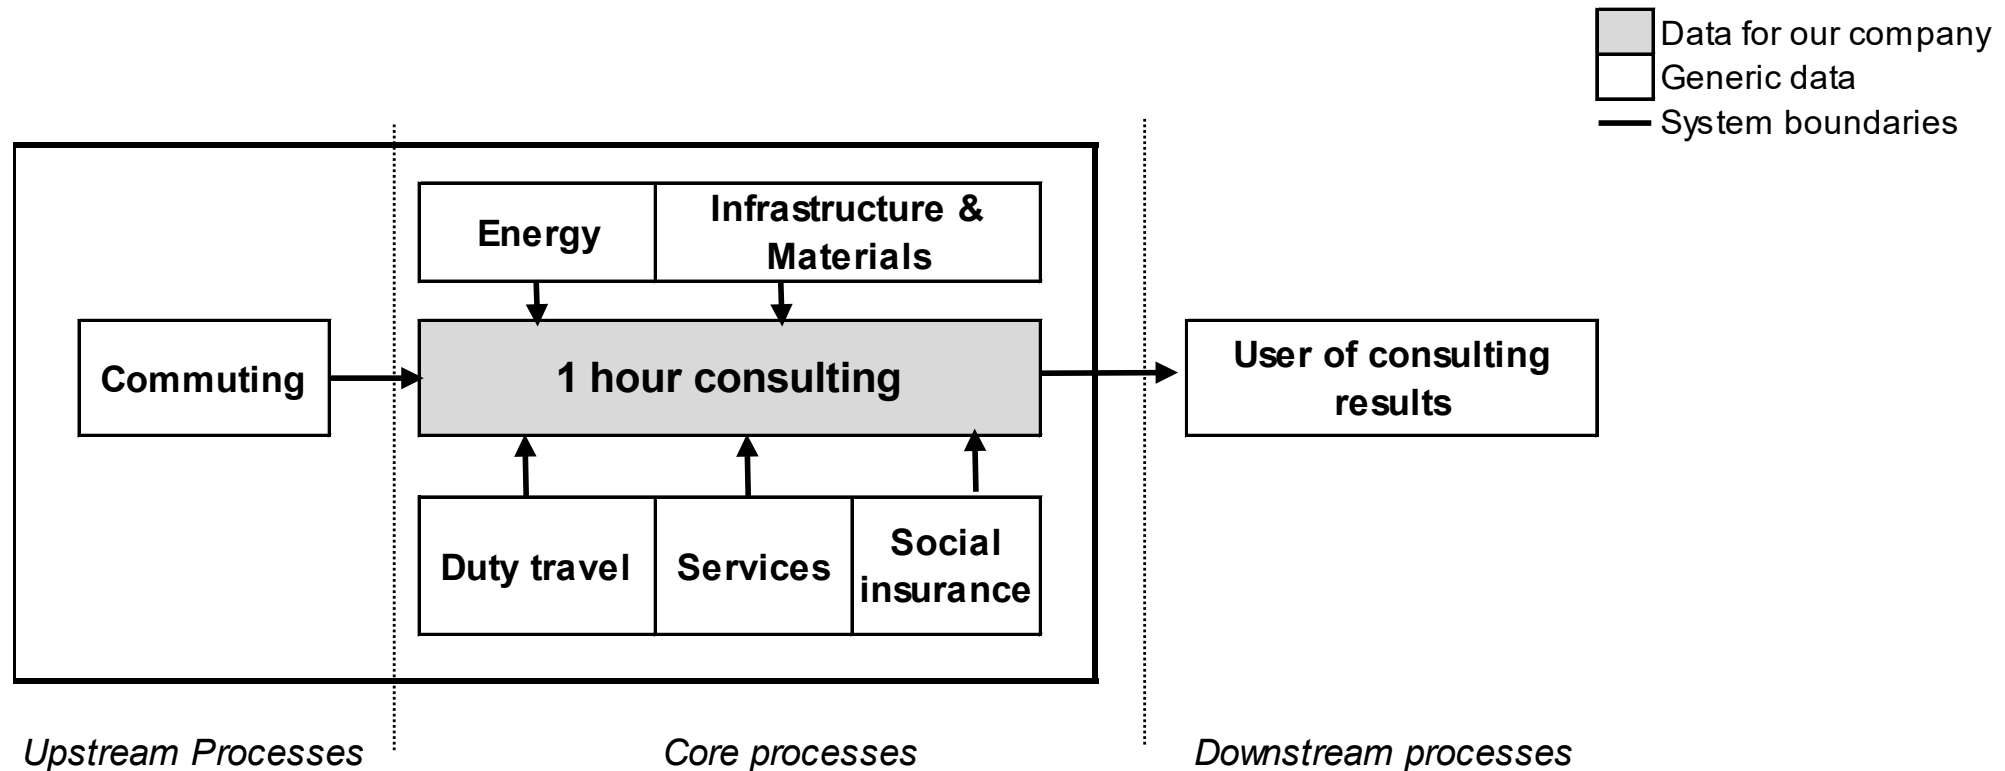 Data for our company
Generic data
System boundaries
Energy
Infrastructure &
Materials
Commuting
1 hour consulting
User of consulting
results
Duty travel
Services
Social
insurance
Upstream Processes
Core processes
Downstream processes